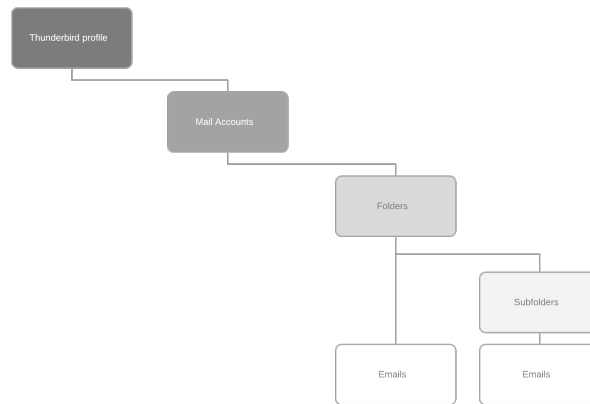 Thunderbird profile
Mail Accounts
Folders
Subfolders
Emails
Emails